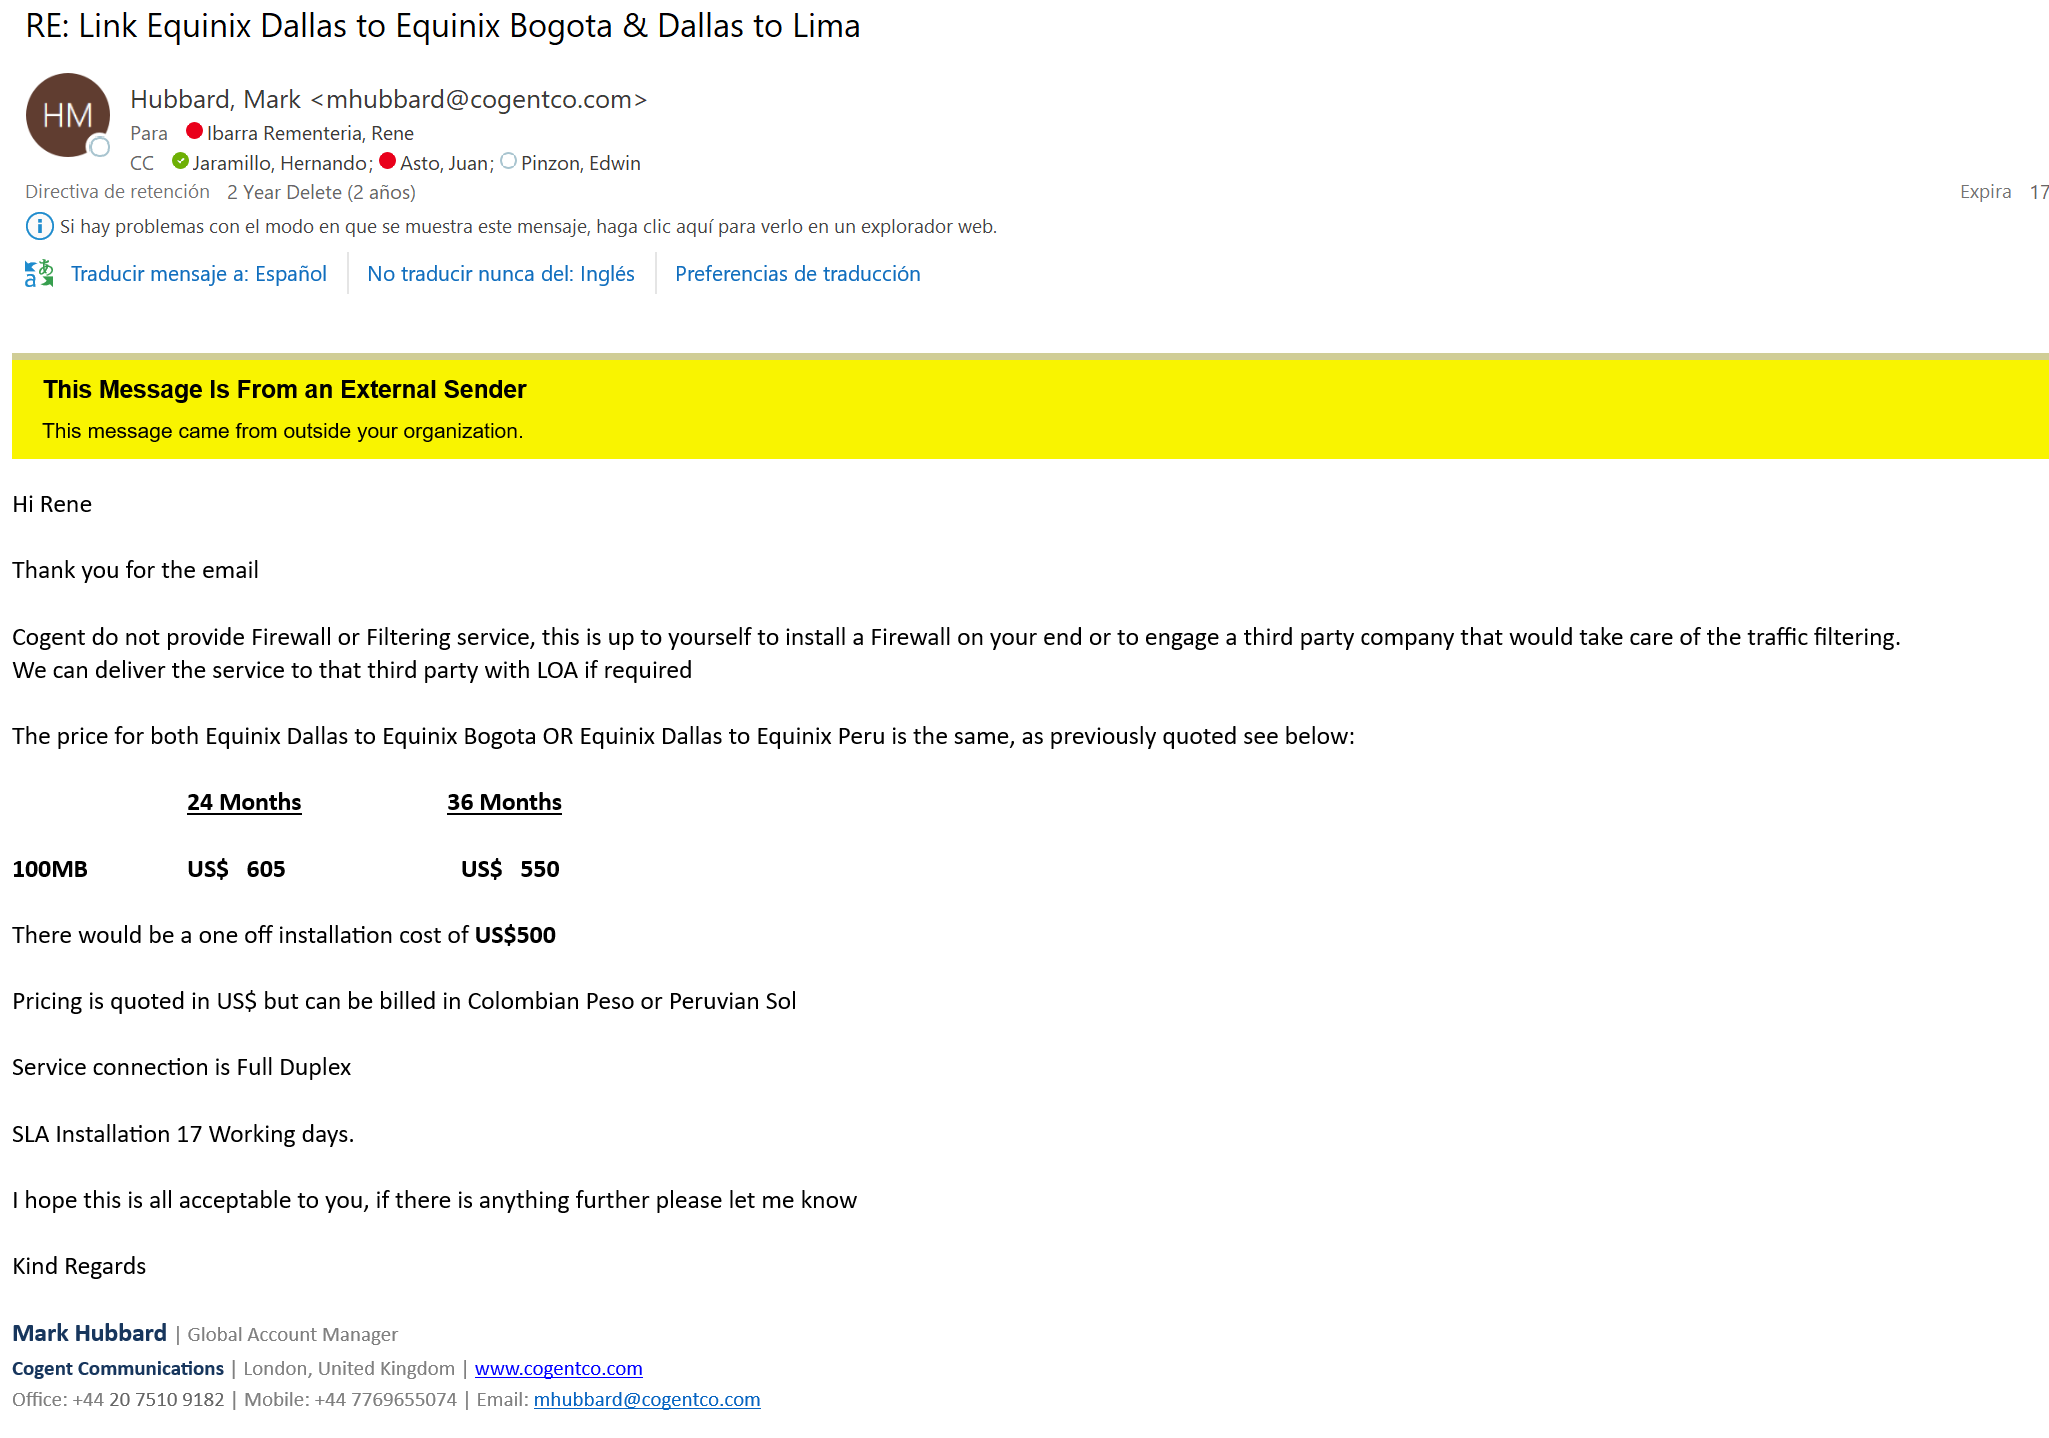 RE: Link Equinix Dallas to Equinix Bogota & Dallas to Lima
HM
Hubbard, Mark <mhubbard@cogentco.com>
Para Ibarra Rementeria, Rene
CC Jaramillo, Hernando; Asto, Juan; Pinzon, Edwin
Directiva de retención 2 Year Delete (2 años) Expira 17
Si hay problemas con el modo en que se muestra este mensaje, haga clic aquí para verlo en un explorador web.
Traducir mensaje a: Español No traducir nunca del: Inglés Preferencias de traducción
This Message Is From an External Sender
This message came from outside your organization.
Hi Rene
Thank you for the email
Cogent do not provide Firewall or Filtering service, this is up to yourself to install a Firewall on your end or to engage a third party company that would take care of the traffic filtering.
We can deliver the service to that third party with LOA if required
The price for both Equinix Dallas to Equinix Bogota OR Equinix Dallas to Equinix Peru is the same, as previously quoted see below:
24 Months 36 Months
100MB US$ 605 US$ 550
There would be a one off installation cost of US$500
Pricing is quoted in US$ but can be billed in Colombian Peso or Peruvian Sol
Service connection is Full Duplex
SLA Installation 17 Working days.
I hope this is all acceptable to you, if there is anything further please let me know
Kind Regards
Mark Hubbard | Global Account Manager
Cogent Communications | London, United Kingdom | www.cogentco.com
Office: +44 20 7510 9182 | Mobile: +44 7769655074 | Email: mhubbard@cogentco.com